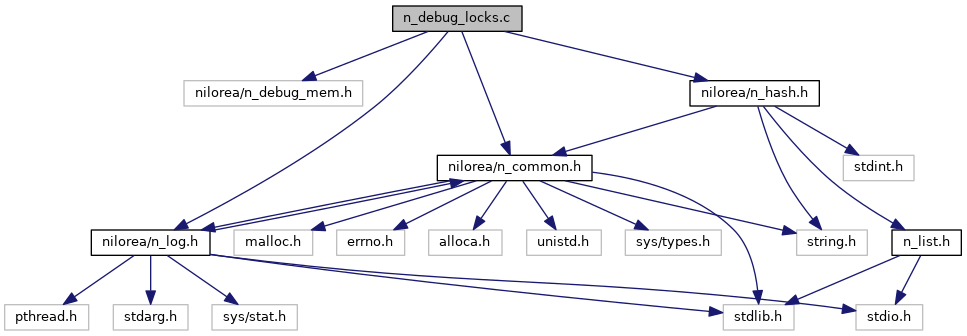 n_debug_locks.c
nilorea/n_debug_mem.h
nilorea/n_hash.h
nilorea/n_common.h
stdint.h
nilorea/n_log.h
malloc.h
errno.h
alloca.h
unistd.h
sys/types.h
string.h
n_list.h
pthread.h
stdarg.h
sys/stat.h
stdlib.h
stdio.h